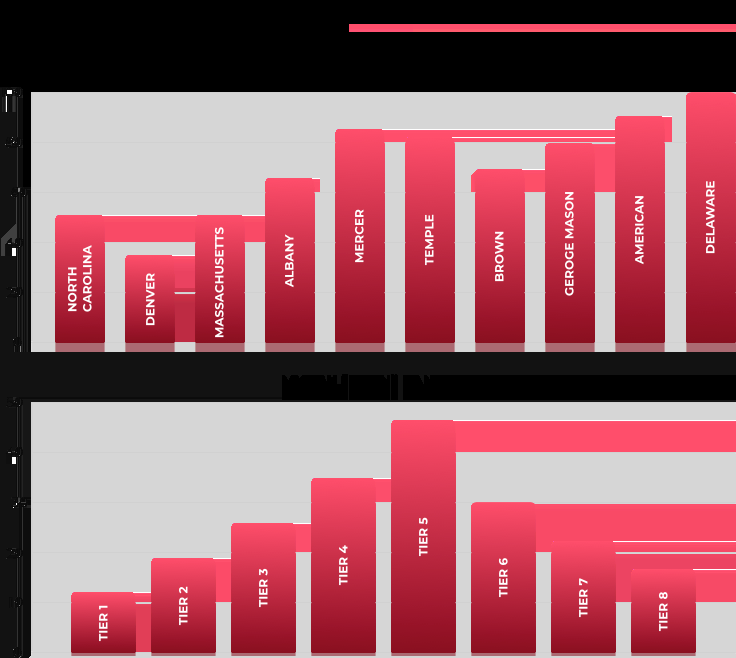 NORTH
CAROLINA
DENVER
MASSACHUSETTS
ALBANY
MERCER
TEMPLE
BROWN
GEROGE MASON
AMERICAN
DELAWARE
TIER 1
TIER 2
TIER 3
TIER 4
TIER 5
TIER 6
TIER 7
TIER 8